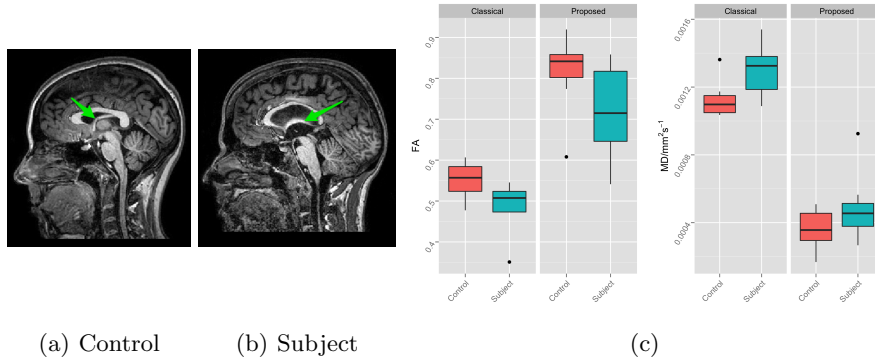 Classical
Proposed
FA
0.9
0.8
0.7
0.6
0.5
0.4
Control
Subject
Control
Subject
Classical
Proposed
MD/mm²s⁻¹
0.0016
0.0012
0.0008
0.0004
Control
Subject
Control
Subject
(a) Control
(b) Subject
(c)